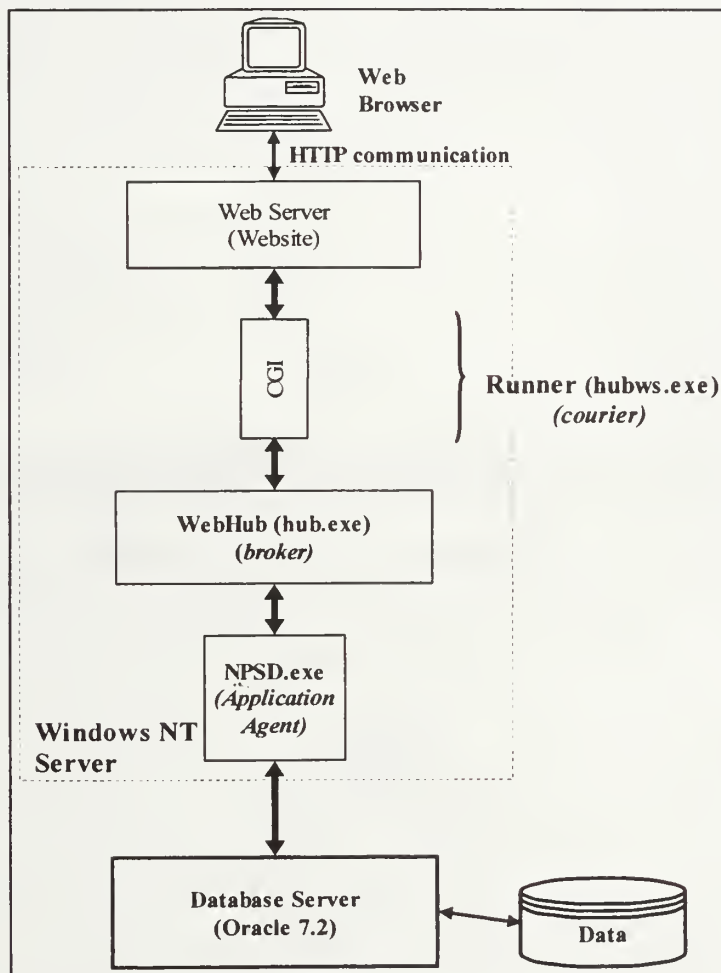 Web
Browser
HTTP communication
Web Server
(Website)
CGI
Runner (hubws.exe)
(courier)
WebHub (hub.exe)
(broker)
NPSD.exe
(Application
Agent)
Windows NT
Server
Database Server
(Oracle 7.2)
Data